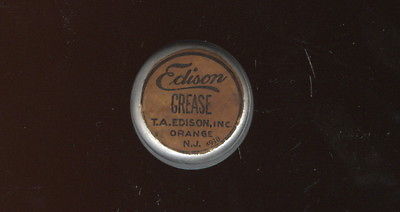 Edison
GREASE
T.A. EDISON, INC
ORANGE
N.J.